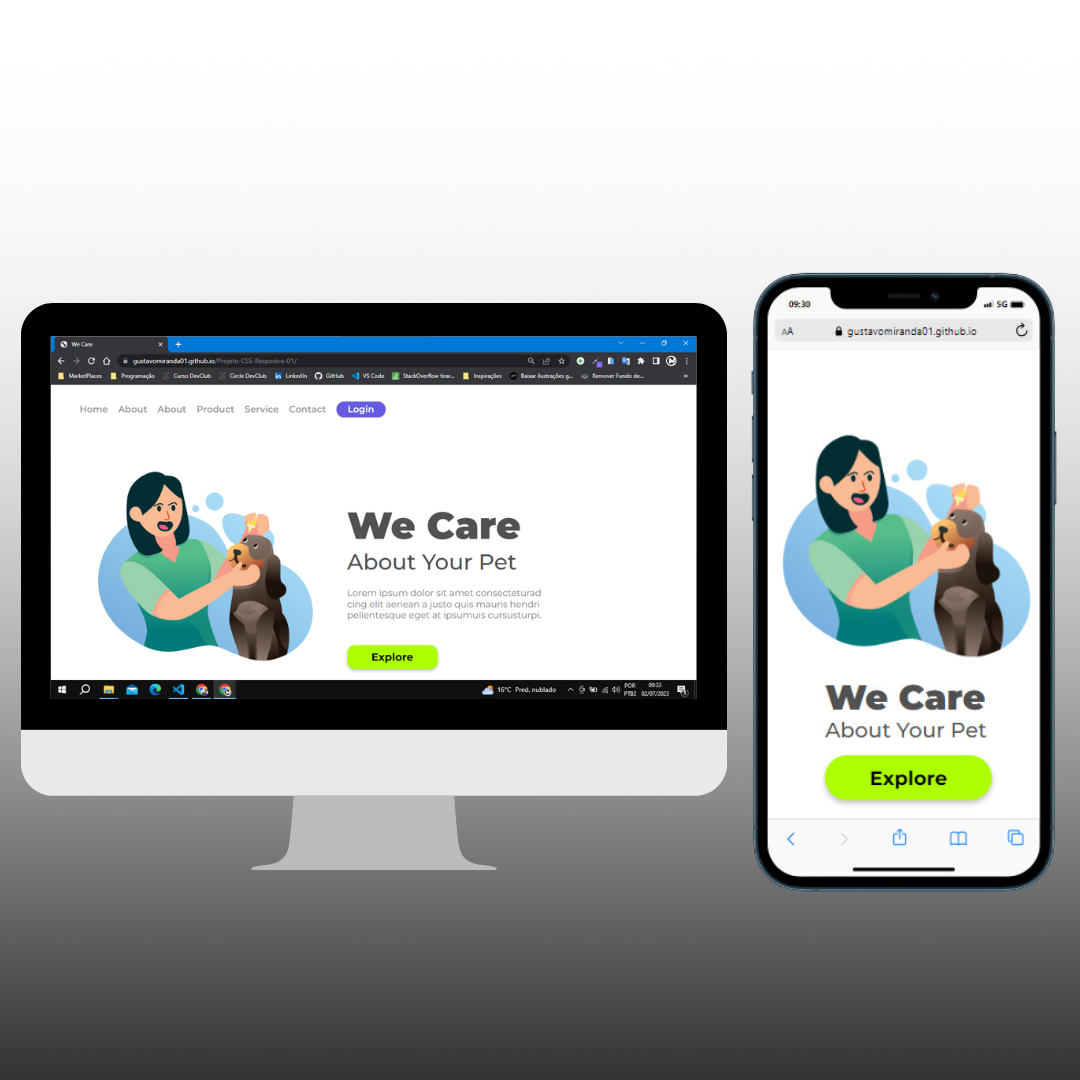 We Care
gustavomiranda01.github.io/Projeto-CSS-Resposivo-01/
MarketPlaces Programação Curso DevClub Circle DevClub LinkedIn GitHub VS Code StackOverflow tirar... Inspirações Baixar ilustrações g... Remover Fundo de... »
Home About About Product Service Contact Login
We Care
About Your Pet
Lorem ipsum dolor sit amet consecteturad
cing elit aenean a justo quis mauris hendri
pellentesque eget at ipsumuis cursusturpi.
Explore
16°C Pred. nublado
POR
PTB2
09:33
02/07/2023
09:30 5G
AA gustavomiranda01.github.io
We Care
About Your Pet
Explore